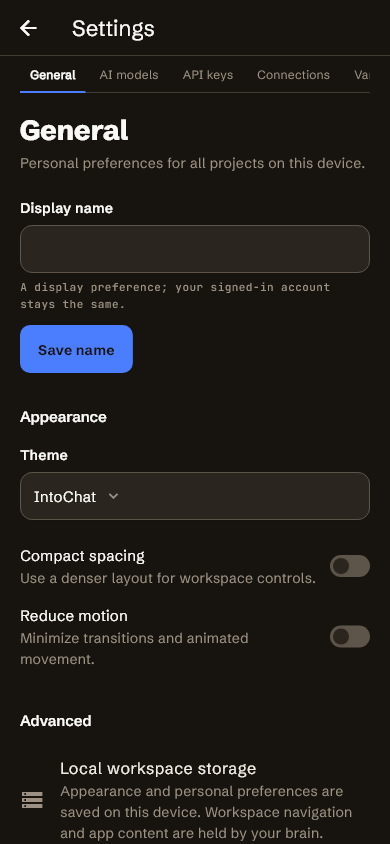 Settings
General
AI models
API keys
Connections
General
Personal preferences for all projects on this device.
Display name
A display preference; your signed-in account
stays the same.
Save name
Appearance
Theme
IntoChat
Compact spacing
Use a denser layout for workspace controls.
Reduce motion
Minimize transitions and animated
movement.
Advanced
Local workspace storage
Appearance and personal preferences are
saved on this device. Workspace navigation
and app content are held by your brain.